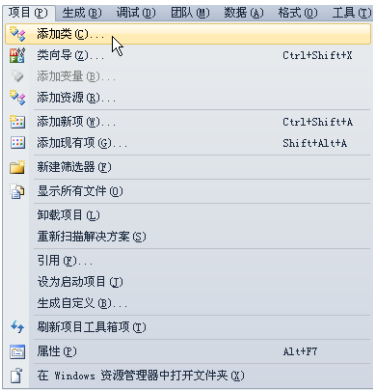 项目(P) 生成(B) 调试(D) 团队(M) 数据(A) 格式(O) 工具(T)
添加类(C)...
类向导(Z)... Ctrl+Shift+X
添加变量(B)...
添加资源(R)...
添加新项(W)... Ctrl+Shift+A
添加现有项(G)... Shift+Alt+A
新建筛选器(F)
显示所有文件(O)
卸载项目(L)
重新扫描解决方案(S)
引用(F)...
设为启动项目(J)
生成自定义(B)...
刷新项目工具箱项(T)
属性(P) Alt+F7
在 Windows 资源管理器中打开文件夹(X)